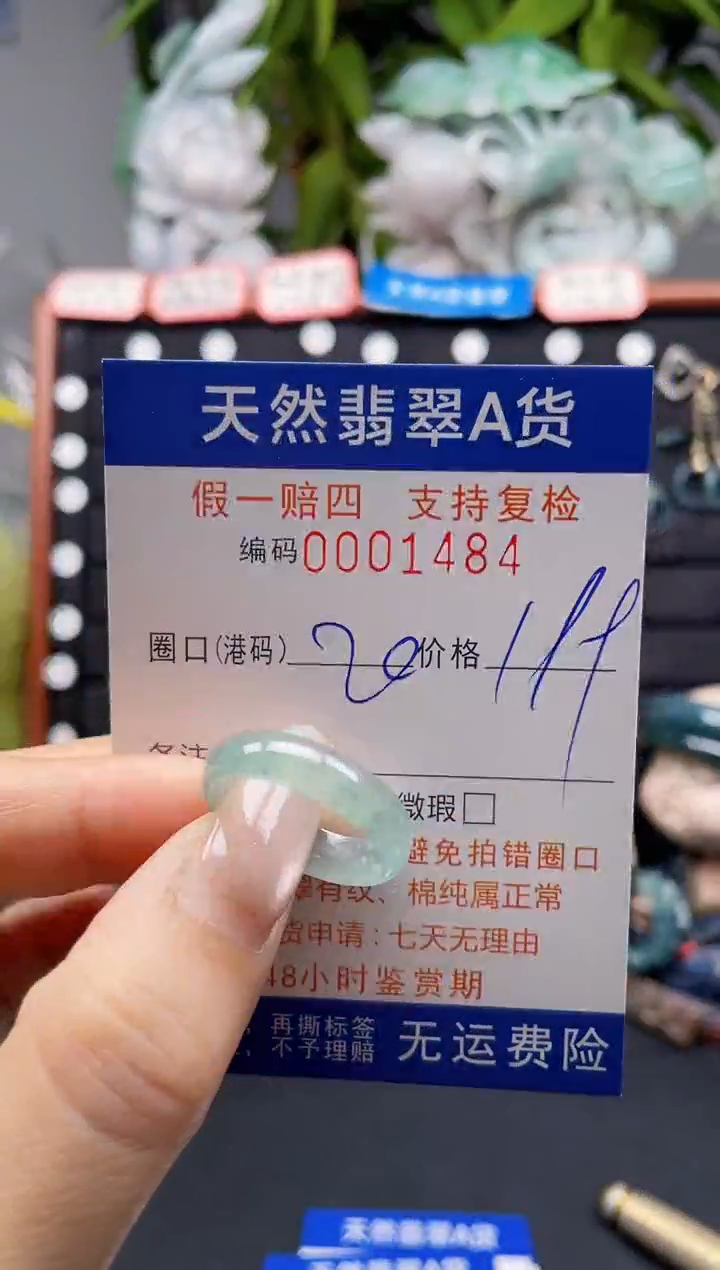 天然翡翠A货
假一赔四 支持复检
编码0001484
圈口(港码) 20 价格
备注
微瑕□
避免拍错圈口
有纹、棉纯属正常
货申请：七天无理由
48小时鉴赏期
，再撕标签
，不予理赔
无运费险
天然翡翠A货